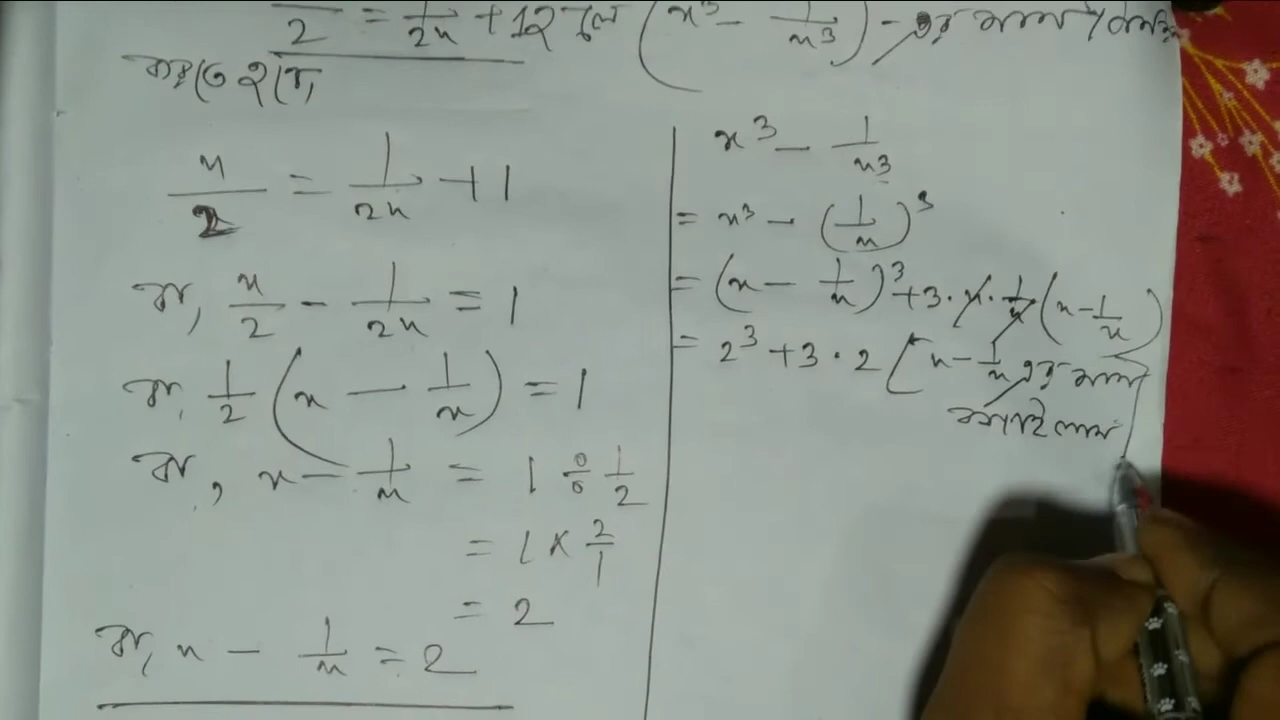 x/2 = 1/2x + 1 হলে (x³ - 1/x³) - এর মান নির্ণয়
করতে হবে,
x/2 = 1/2x + 1
বা, x/2 - 1/2x = 1
বা, 1/2 (x - 1/x) = 1
বা, x - 1/x = 1 ÷ 1/2
= 1 × 2/1
= 2
বা, x - 1/x = 2
x³ - 1/x³
= x³ - (1/x)³
= (x - 1/x)³ + 3 · x · 1/x (x - 1/x)
= 2³ + 3 · 2 [x - 1/x এর মান
বসাইলাম